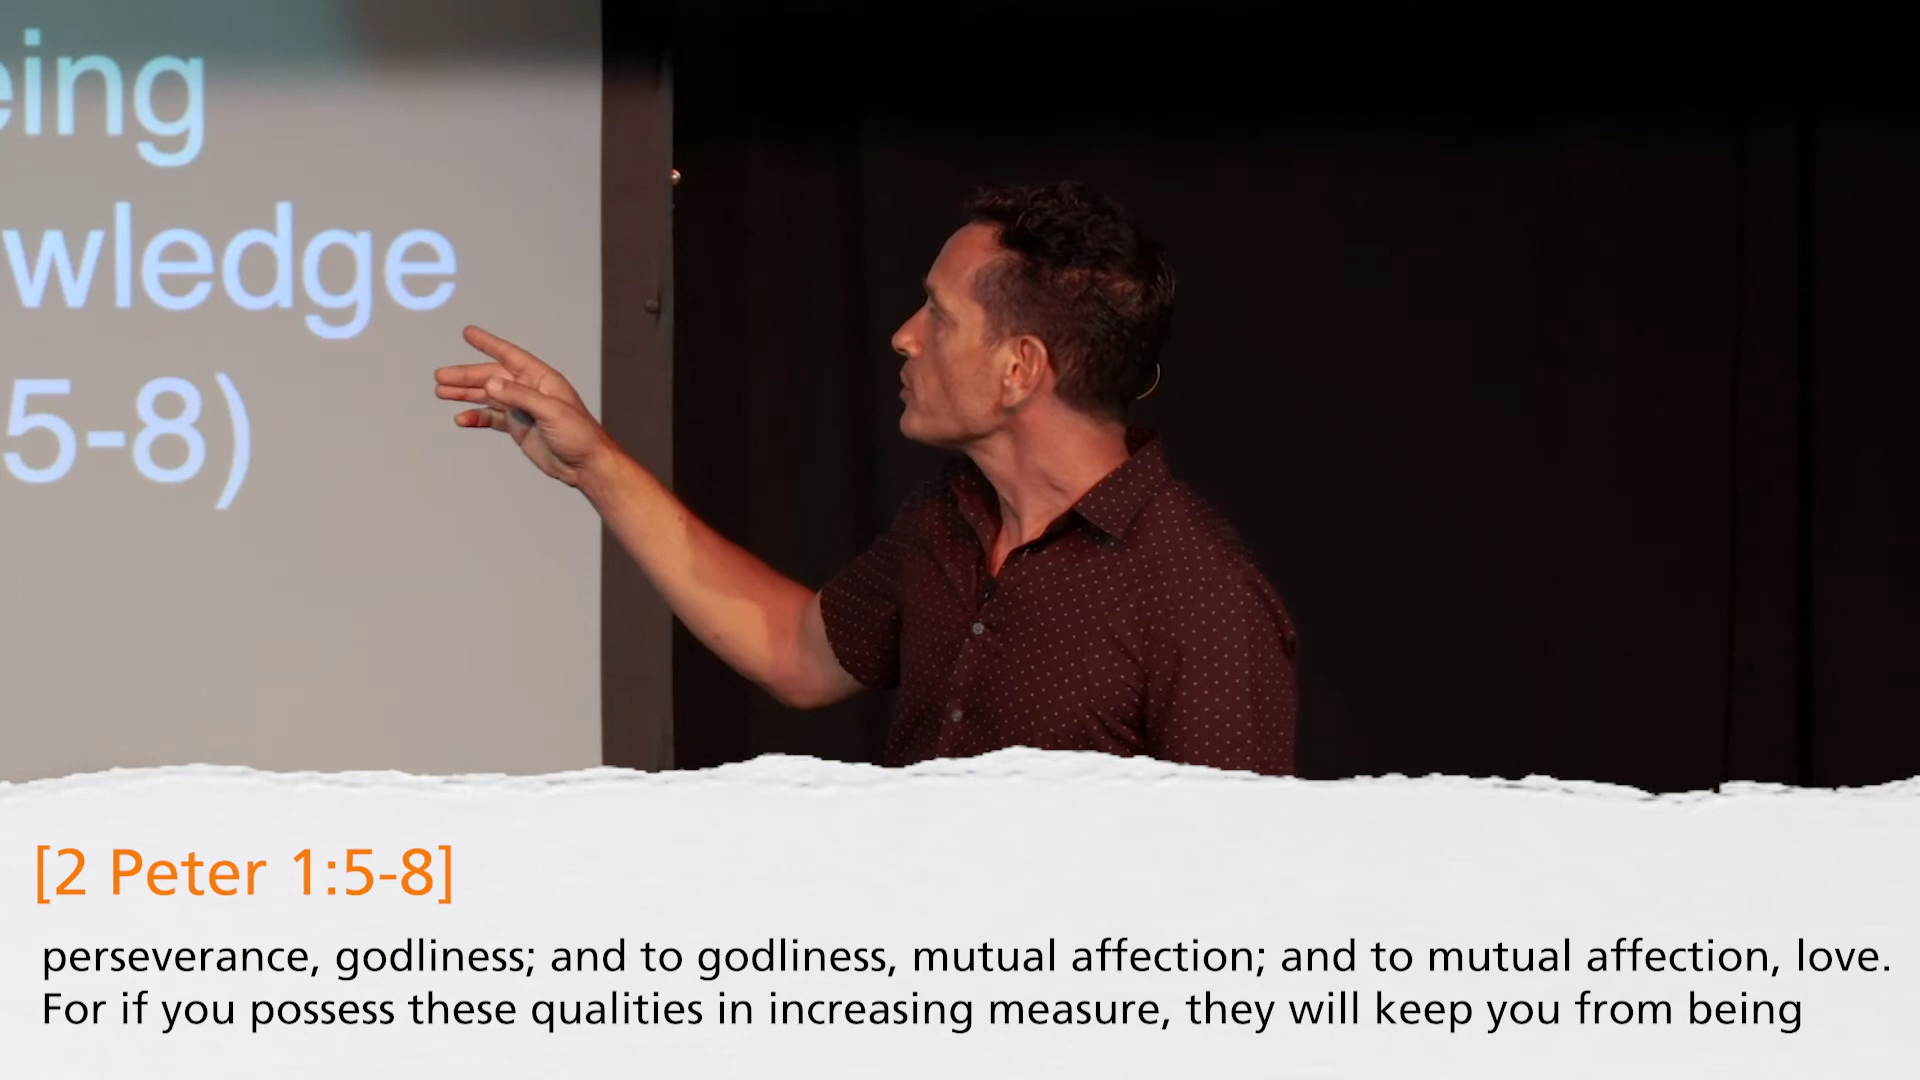 eing
wledge
5-8)
[2 Peter 1:5-8]
perseverance, godliness; and to godliness, mutual affection; and to mutual affection, love.
For if you possess these qualities in increasing measure, they will keep you from being